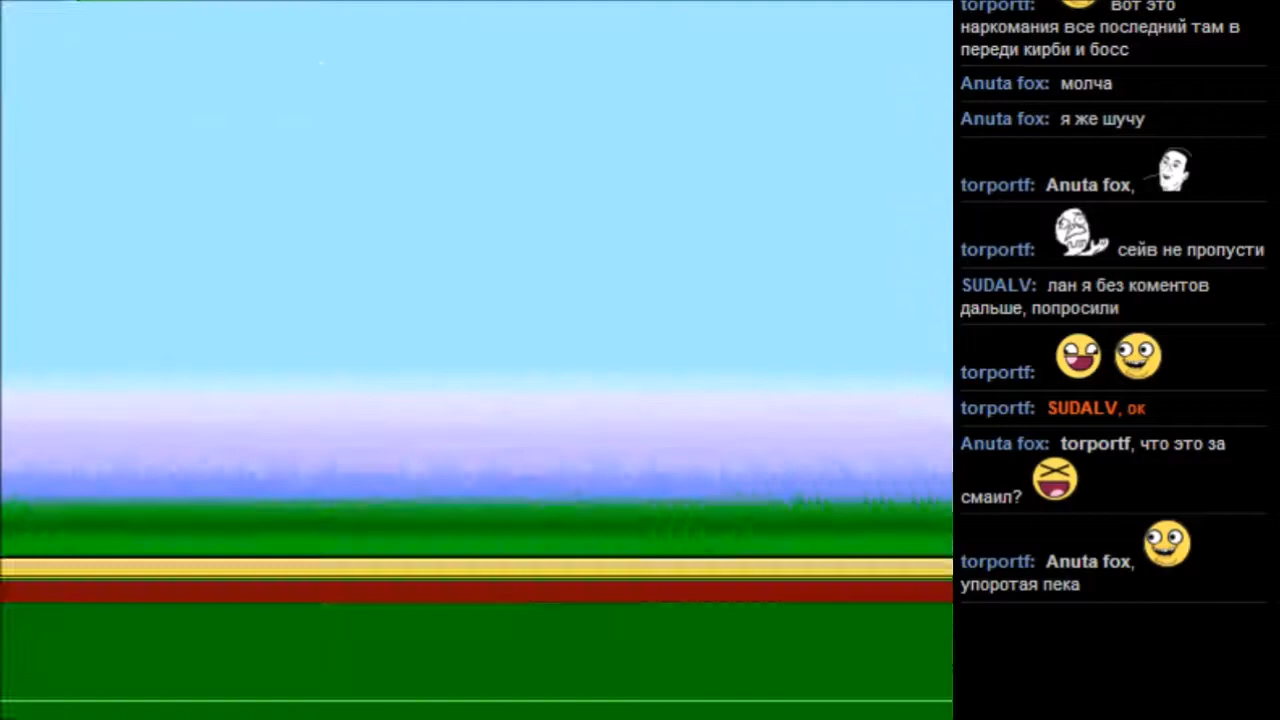 torportf: вот это
наркомания все последний там в
переди кирби и босс
Anuta fox: молча
Anuta fox: я же шучу
torportf: Anuta fox,
torportf: сейв не пропусти
SUDALV: лан я без коментов
дальше, попросили
torportf:
torportf: SUDALV, ок
Anuta fox: torportf, что это за
смаил?
torportf: Anuta fox,
упоротая пека